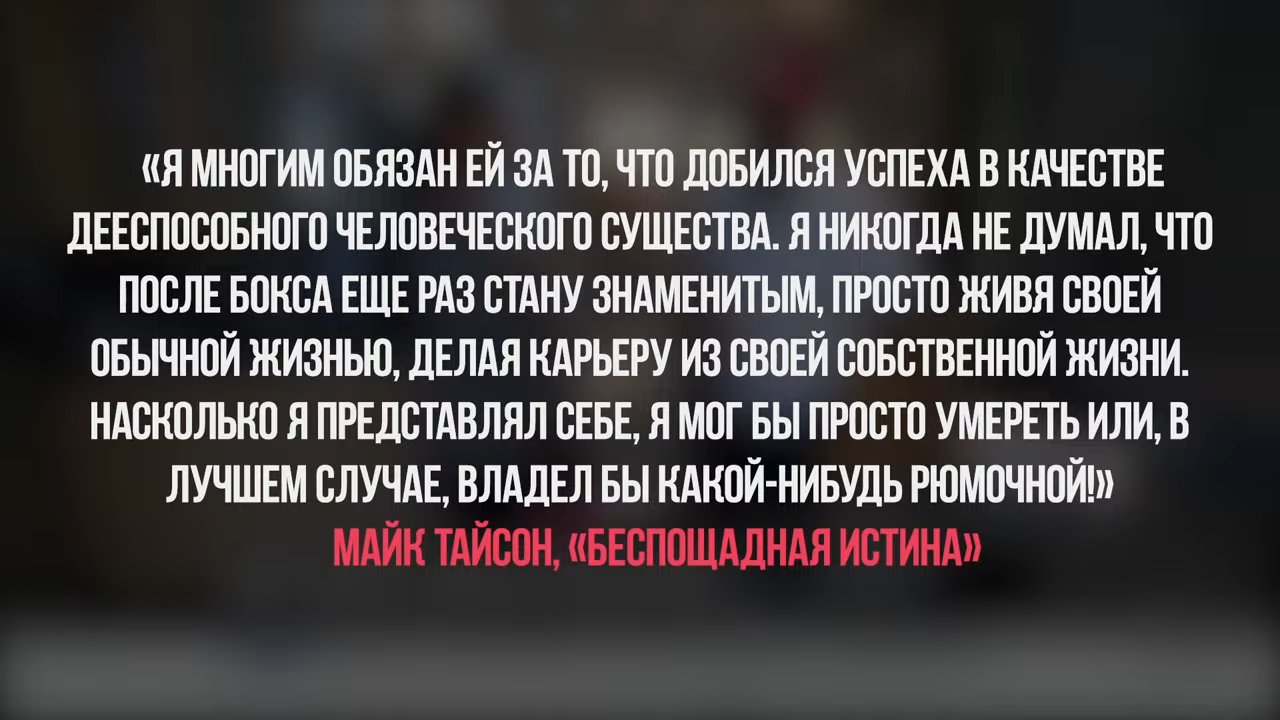 «Я МНОГИМ ОБЯЗАН ЕЙ ЗА ТО, ЧТО ДОБИЛСЯ УСПЕХА В КАЧЕСТВЕ
ДЕЕСПОСОБНОГО ЧЕЛОВЕЧЕСКОГО СУЩЕСТВА. Я НИКОГДА НЕ ДУМАЛ, ЧТО
ПОСЛЕ БОКСА ЕЩЕ РАЗ СТАНУ ЗНАМЕНИТЫМ, ПРОСТО ЖИВЯ СВОЕЙ
ОБЫЧНОЙ ЖИЗНЬЮ, ДЕЛАЯ КАРЬЕРУ ИЗ СВОЕЙ СОБСТВЕННОЙ ЖИЗНИ.
НАСКОЛЬКО Я ПРЕДСТАВЛЯЛ СЕБЕ, Я МОГ БЫ ПРОСТО УМЕРЕТЬ ИЛИ, В
ЛУЧШЕМ СЛУЧАЕ, ВЛАДЕЛ БЫ КАКОЙ-НИБУДЬ РЮМОЧНОЙ!»
МАЙК ТАЙСОН, «БЕСПОЩАДНАЯ ИСТИНА»